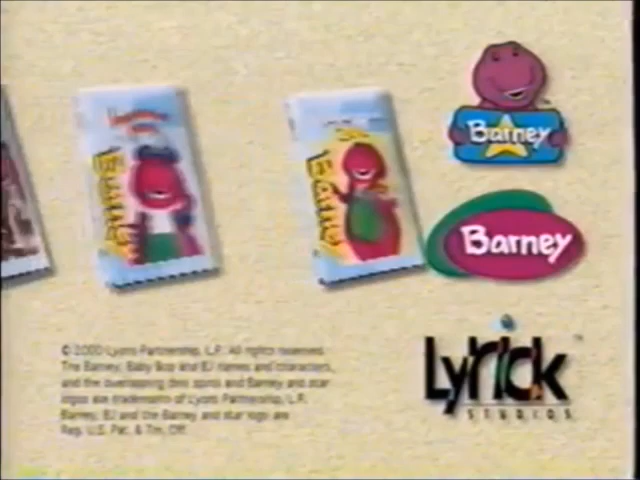 Barney
Barney
Barney
Barney
Lyrick
STUDIOS
© 2000 Lyons Partnership, L.P. All rights reserved.
The Barney, Baby Bop and BJ names and characters,
and the overlapping dino spots and Barney and star
logos are trademarks of Lyons Partnership, L.P.
Barney, BJ and the Barney and star logo are
Reg. U.S. Pat. & Tm. Off.